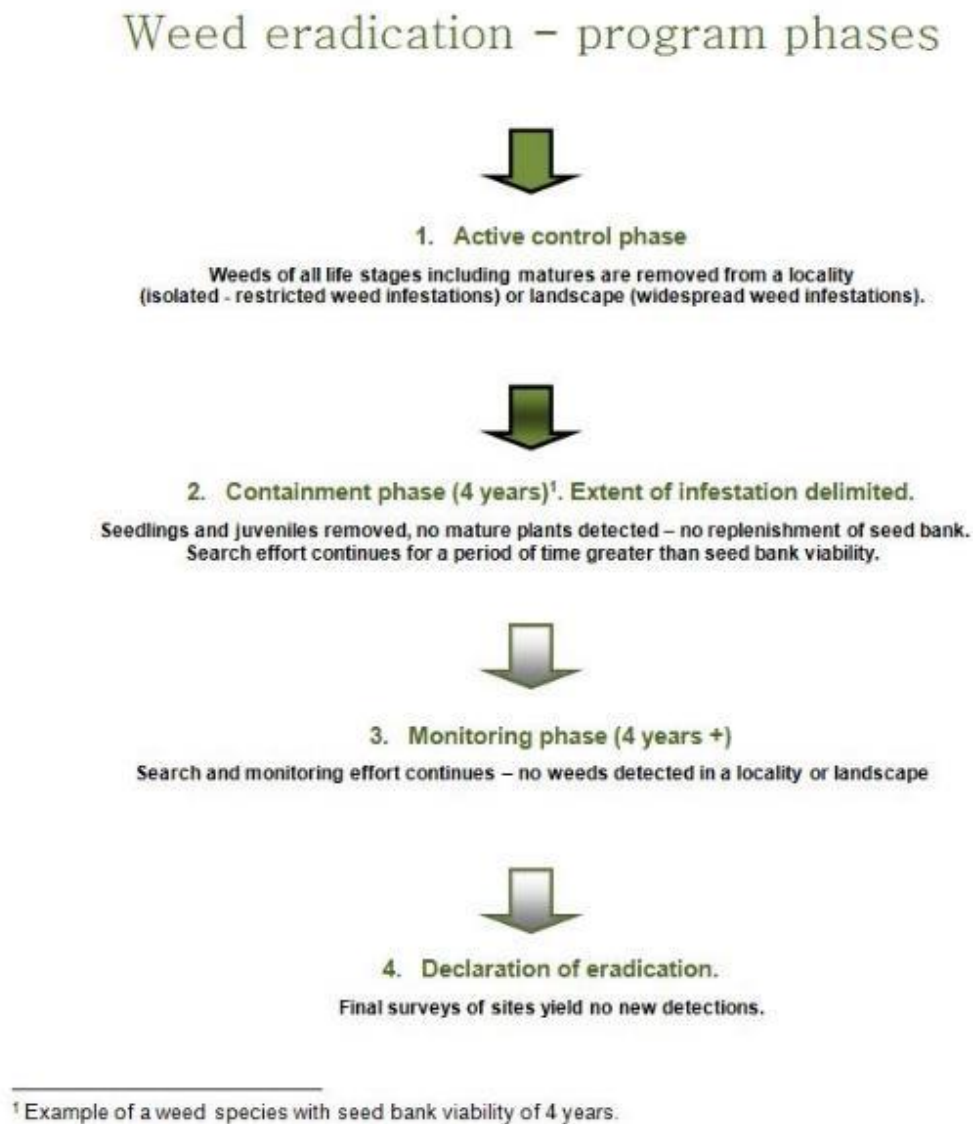 Weed eradication – program phases
1. Active control phase
Weeds of all life stages including matures are removed from a locality
(isolated - restricted weed infestations) or landscape (widespread weed infestations).
2. Containment phase (4 years)¹. Extent of infestation delimited.
Seedlings and juveniles removed, no mature plants detected – no replenishment of seed bank.
Search effort continues for a period of time greater than seed bank viability.
3. Monitoring phase (4 years +)
Search and monitoring effort continues – no weeds detected in a locality or landscape
4. Declaration of eradication.
Final surveys of sites yield no new detections.
¹ Example of a weed species with seed bank viability of 4 years.